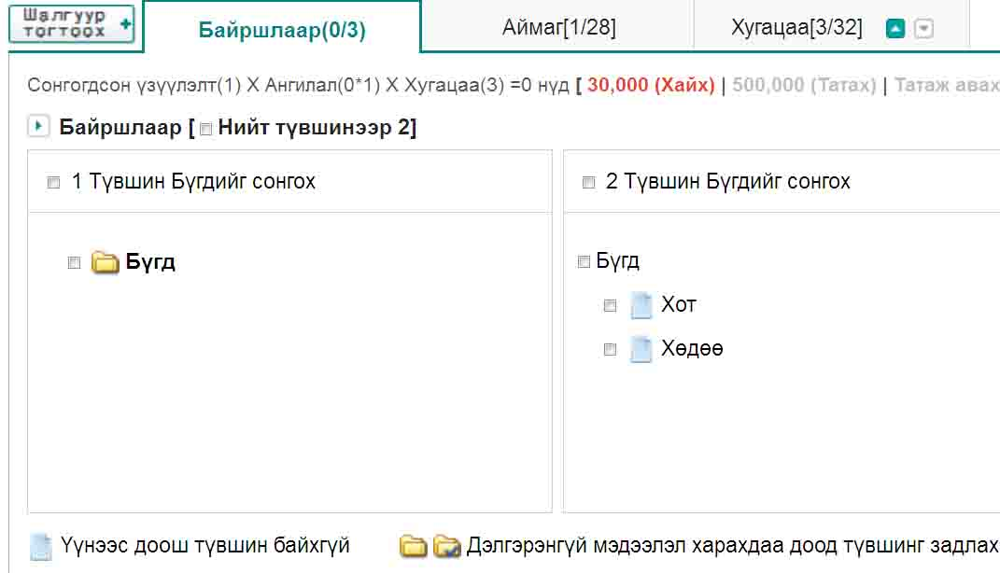 Шалгуур тогтоох +
Байршлаар(0/3)
Аймаг[1/28]
Хугацаа[3/32]
Сонгогдсон үзүүлэлт(1) X Ангилал(0*1) X Хугацаа(3) =0 нүд [ 30,000 (Хайх) | 500,000 (Татах) | Татаж авах
Байршлаар [ Нийт түвшинээр 2]
1 Түвшин Бүгдийг сонгох
2 Түвшин Бүгдийг сонгох
Бүгд
Бүгд
Хот
Хөдөө
Үүнээс доош түвшин байхгүй
Дэлгэрэнгүй мэдээлэл харахдаа доод түвшинг задлах